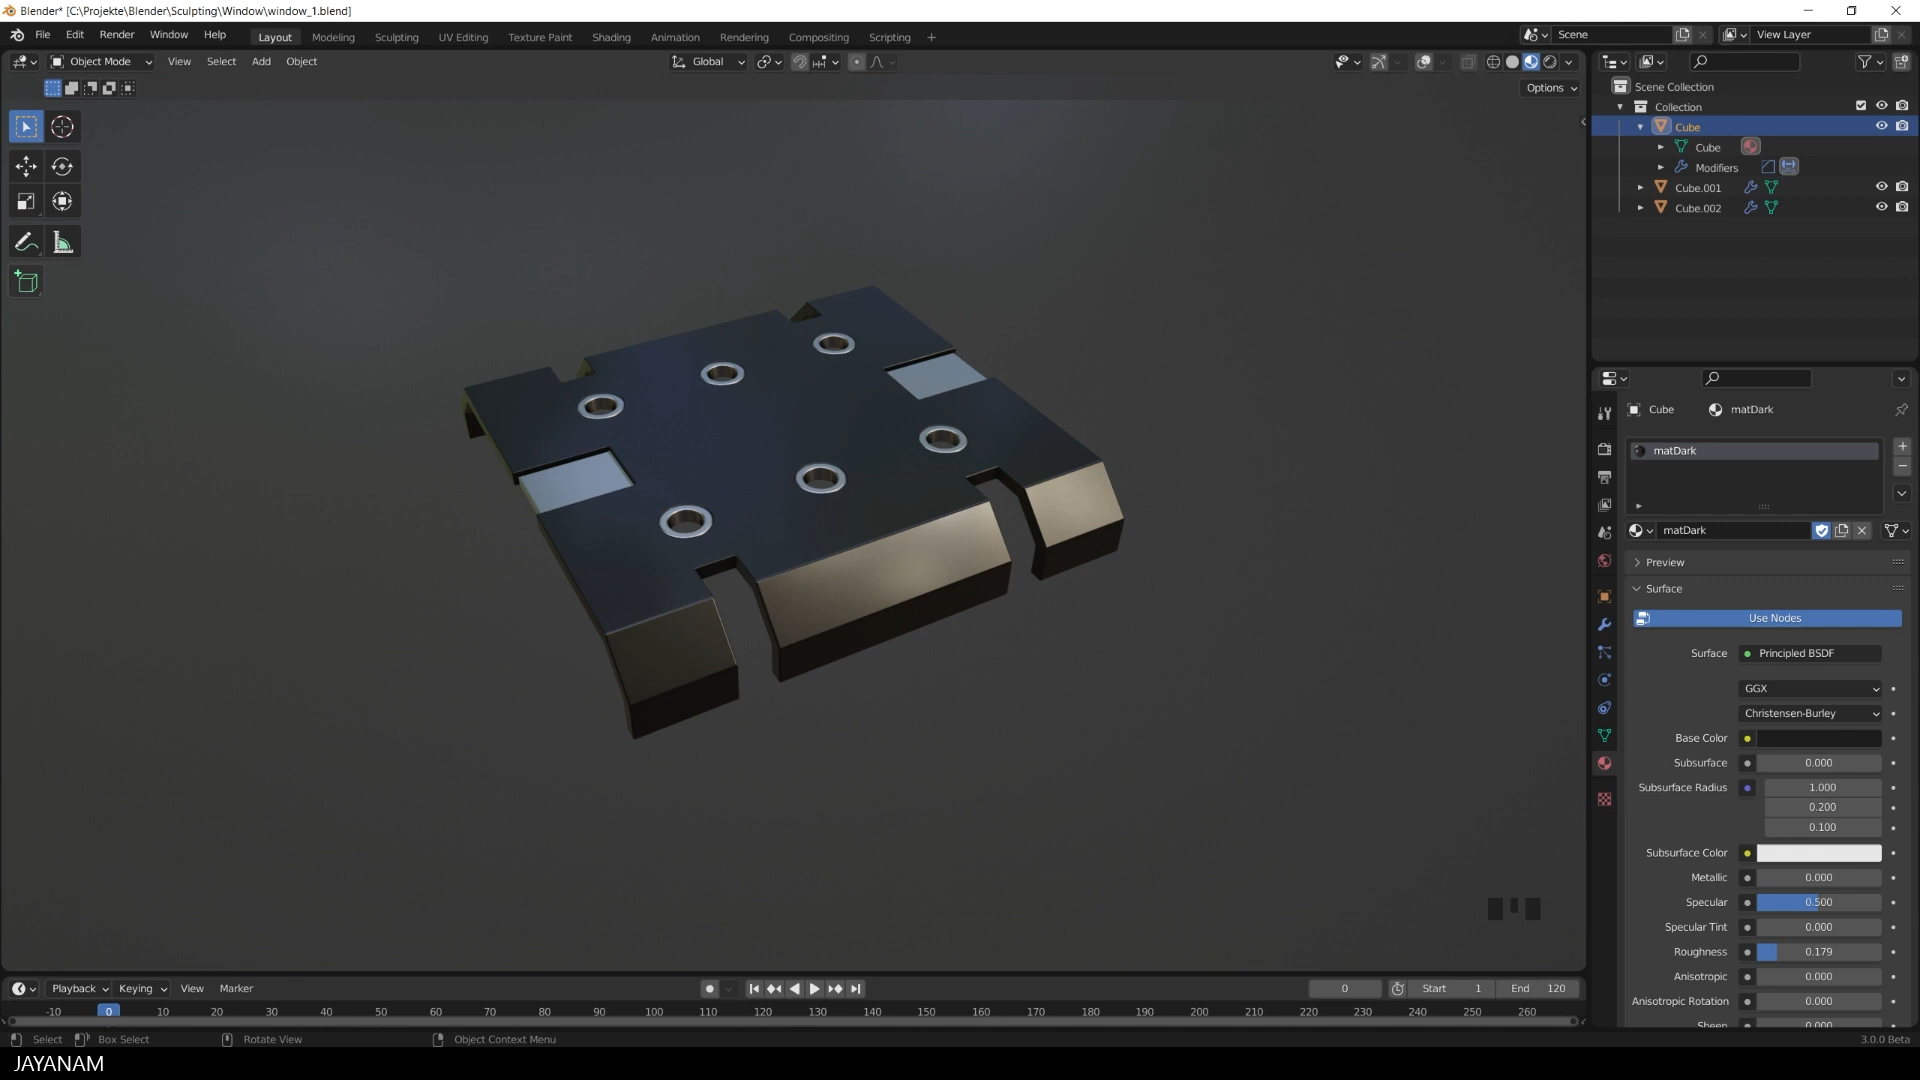 Blender* [C:\Projekte\Blender\Sculpting\Window\window_1.blend]
File Edit Render Window Help Layout Modeling Sculpting UV Editing Texture Paint Shading Animation Rendering Compositing Scripting + Scene View Layer
Object Mode View Select Add Object Global
Options
Scene Collection
Collection
Cube
Cube
Modifiers
Cube.001
Cube.002
Cube matDark
matDark
matDark
Preview
Surface
Use Nodes
Surface Principled BSDF
GGX
Christensen-Burley
Base Color
Subsurface 0.000
Subsurface Radius 1.000
0.200
0.100
Subsurface Color
Metallic 0.000
Specular 0.500
Specular Tint 0.000
Roughness 0.179
Anisotropic 0.000
Anisotropic Rotation 0.000
Sheen 0.000
Playback Keying View Marker 0 Start 1 End 120
-10 0 10 20 30 40 50 60 70 80 90 100 110 120 130 140 150 160 170 180 190 200 210 220 230 240 250 260
Select Box Select Rotate View Object Context Menu 3.0.0 Beta
JAYANAM